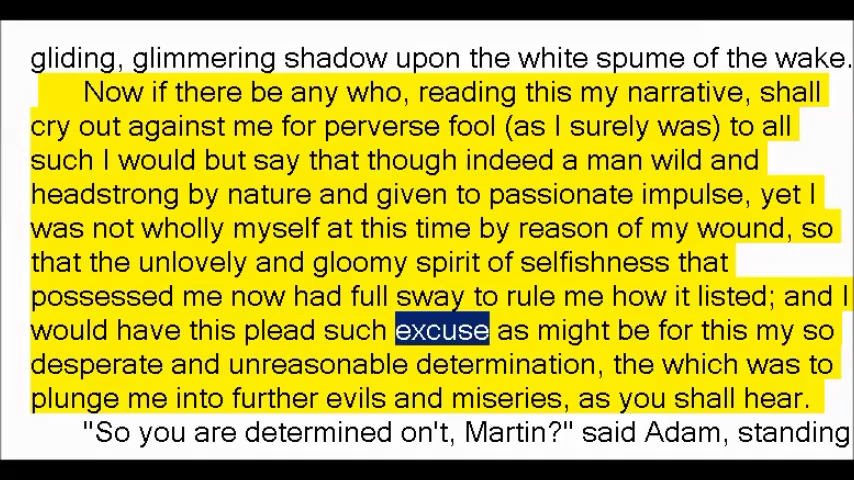 gliding, glimmering shadow upon the white spume of the wake.
Now if there be any who, reading this my narrative, shall
cry out against me for perverse fool (as I surely was) to all
such I would but say that though indeed a man wild and
headstrong by nature and given to passionate impulse, yet I
was not wholly myself at this time by reason of my wound, so
that the unlovely and gloomy spirit of selfishness that
possessed me now had full sway to rule me how it listed; and I
would have this plead such excuse as might be for this my so
desperate and unreasonable determination, the which was to
plunge me into further evils and miseries, as you shall hear.
"So you are determined on't, Martin?" said Adam, standing